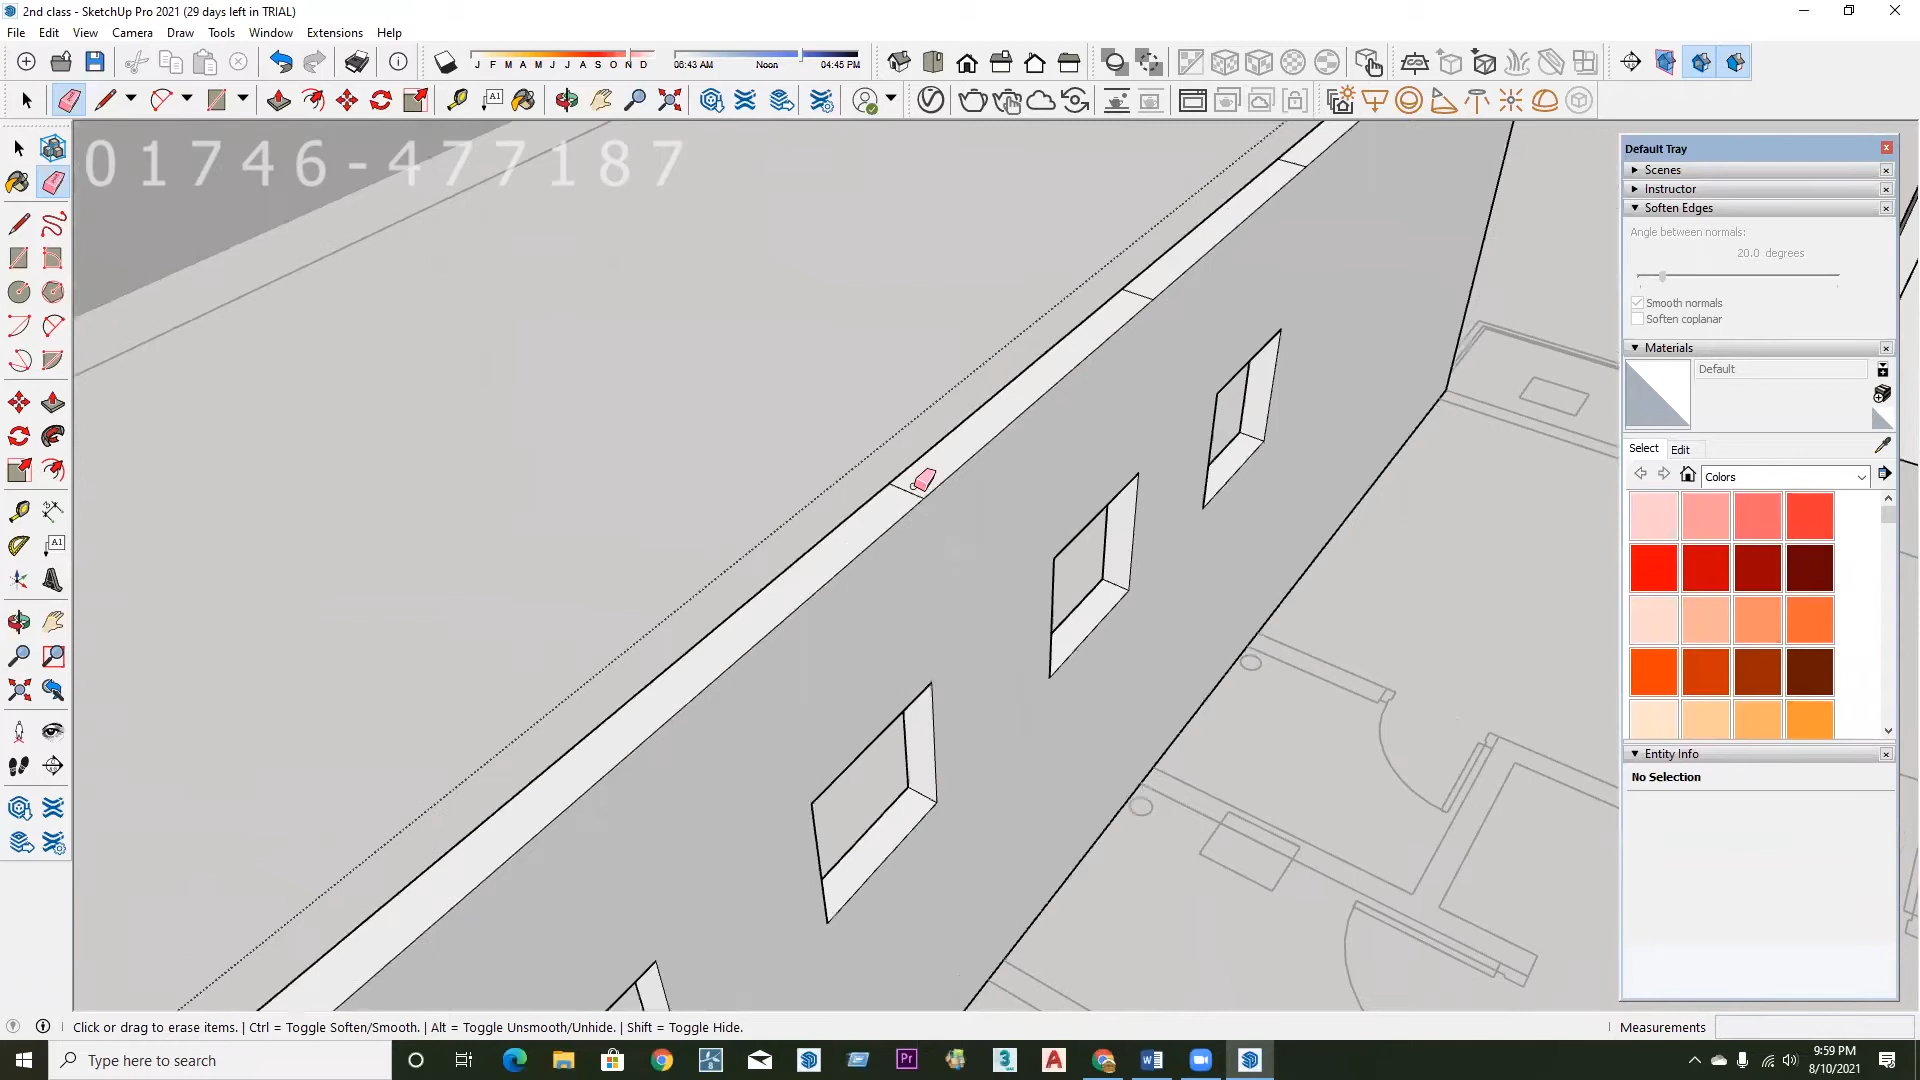 2nd class - SketchUp Pro 2021 (29 days left in TRIAL)
File Edit View Camera Draw Tools Window Extensions Help
J F M A M J J A S O N D
06:43 AM Noon 04:45 PM
A1
01746-477187
Default Tray
Scenes
Instructor
Soften Edges
Angle between normals:
20.0 degrees
Smooth normals
Soften coplanar
Materials
Default
Select Edit
Colors
A1
Entity Info
No Selection
Click or drag to erase items. | Ctrl = Toggle Soften/Smooth. | Alt = Toggle Unsmooth/Unhide. | Shift = Toggle Hide.
Measurements
Type here to search
Pr
3
A
W
9:59 PM
8/10/2021